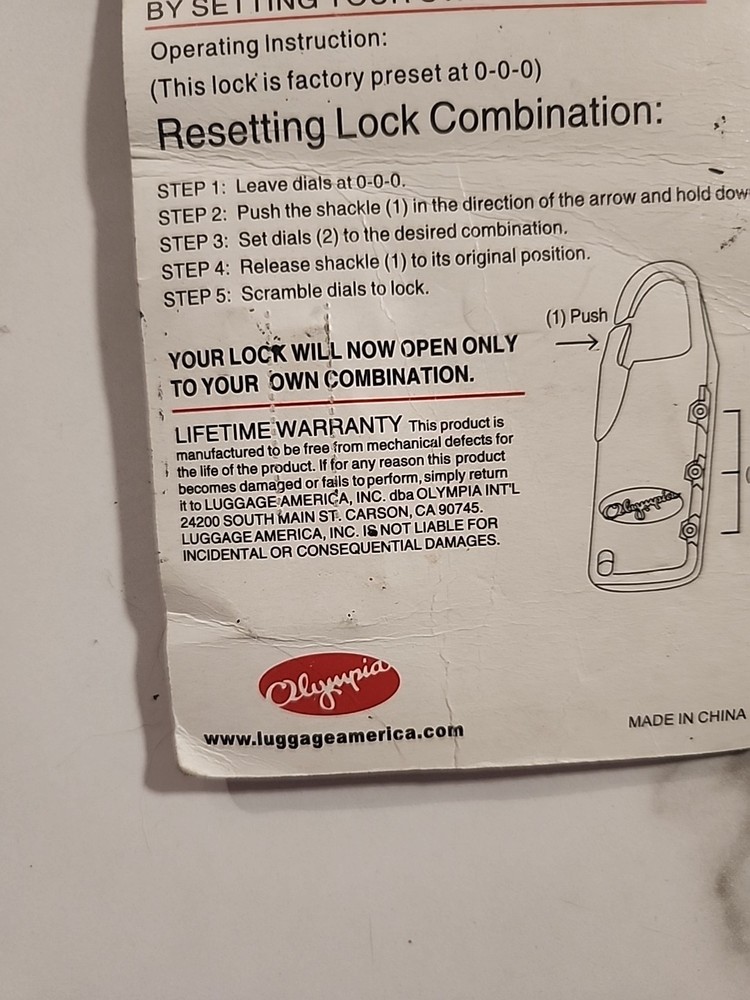 BY SETTING YOUR
Operating Instruction:
(This lock is factory preset at 0-0-0)
Resetting Lock Combination:
STEP 1: Leave dials at 0-0-0.
STEP 2: Push the shackle (1) in the direction of the arrow and hold dow
STEP 3: Set dials (2) to the desired combination.
STEP 4: Release shackle (1) to its original position.
STEP 5: Scramble dials to lock.
(1) Push
YOUR LOCK WILL NOW OPEN ONLY
TO YOUR OWN COMBINATION.
LIFETIME WARRANTY This product is
manufactured to be free from mechanical defects for
the life of the product. If for any reason this product
becomes damaged or fails to perform, simply return
it to LUGGAGE AMERICA, INC. dba OLYMPIA INT'L
24200 SOUTH MAIN ST. CARSON, CA 90745.
LUGGAGE AMERICA, INC. IS NOT LIABLE FOR
INCIDENTAL OR CONSEQUENTIAL DAMAGES.
Olympia
Olympia
www.luggageamerica.com
MADE IN CHINA